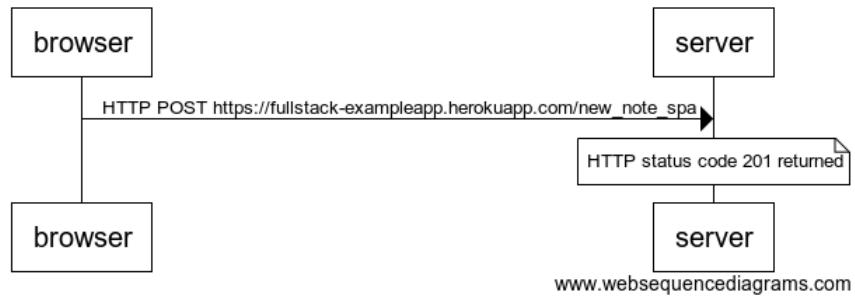 browser
server
HTTP POST https://fullstack-exampleapp.herokuapp.com/new_note_spa
HTTP status code 201 returned
browser
server
www.websequencediagrams.com